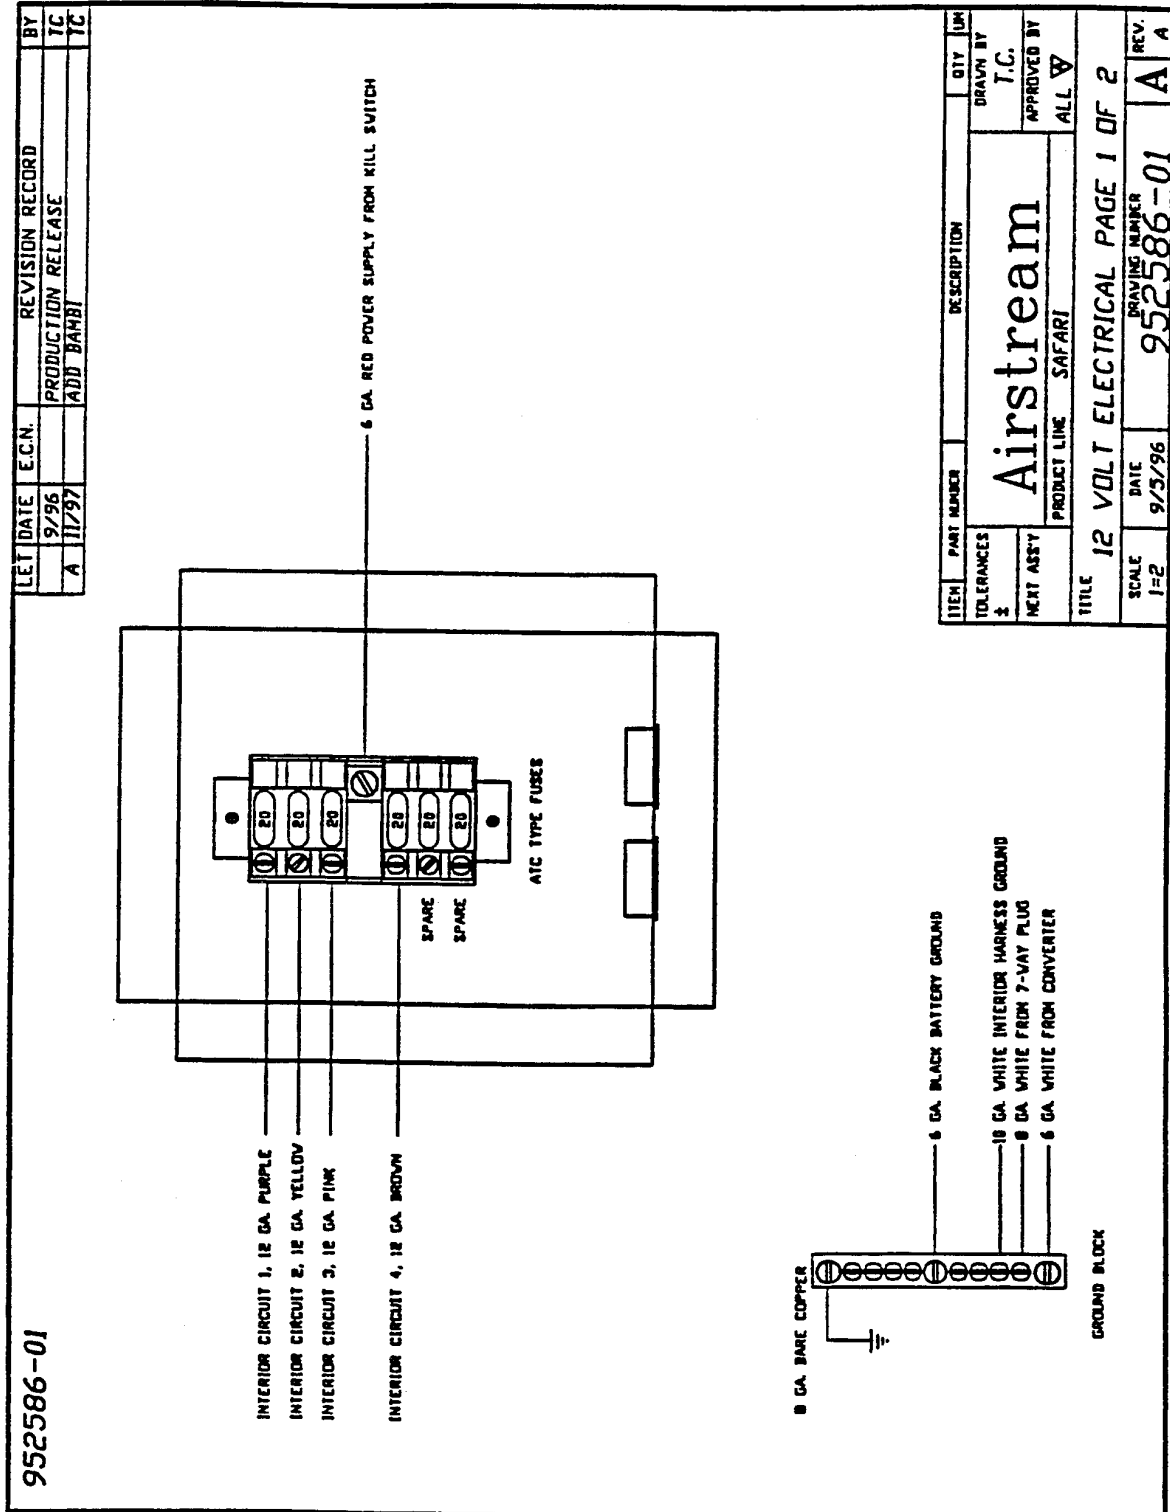 952586-01
REVISION RECORD
LET DATE E.C.N. BY
9/96 PRODUCTION RELEASE TC
A 11/97 ADD BAMBI TC
INTERIOR CIRCUIT 1, 12 GA. PURPLE
INTERIOR CIRCUIT 2, 12 GA. YELLOW
INTERIOR CIRCUIT 3, 12 GA. PINK
INTERIOR CIRCUIT 4, 12 GA. BROWN
SPARE
SPARE
20
20
20
20
20
20
ATC TYPE FUSES
6 GA. RED POWER SUPPLY FROM KILL SWITCH
8 GA. BARE COPPER
6 GA. BLACK BATTERY GROUND
10 GA. WHITE INTERIOR HARNESS GROUND
8 GA. WHITE FROM 7-WAY PLUG
6 GA. WHITE FROM CONVERTER
GROUND BLOCK
ITEM PART NUMBER DESCRIPTION QTY UM
TOLERANCES
±
NEXT ASS'Y
Airstream
PRODUCT LINE SAFARI
DRAWN BY
T.C.
APPROVED BY
ALL
TITLE
12 VOLT ELECTRICAL PAGE 1 OF 2
SCALE
1=2
DATE
9/5/96
DRAWING NUMBER
952586-01
A
REV.
A